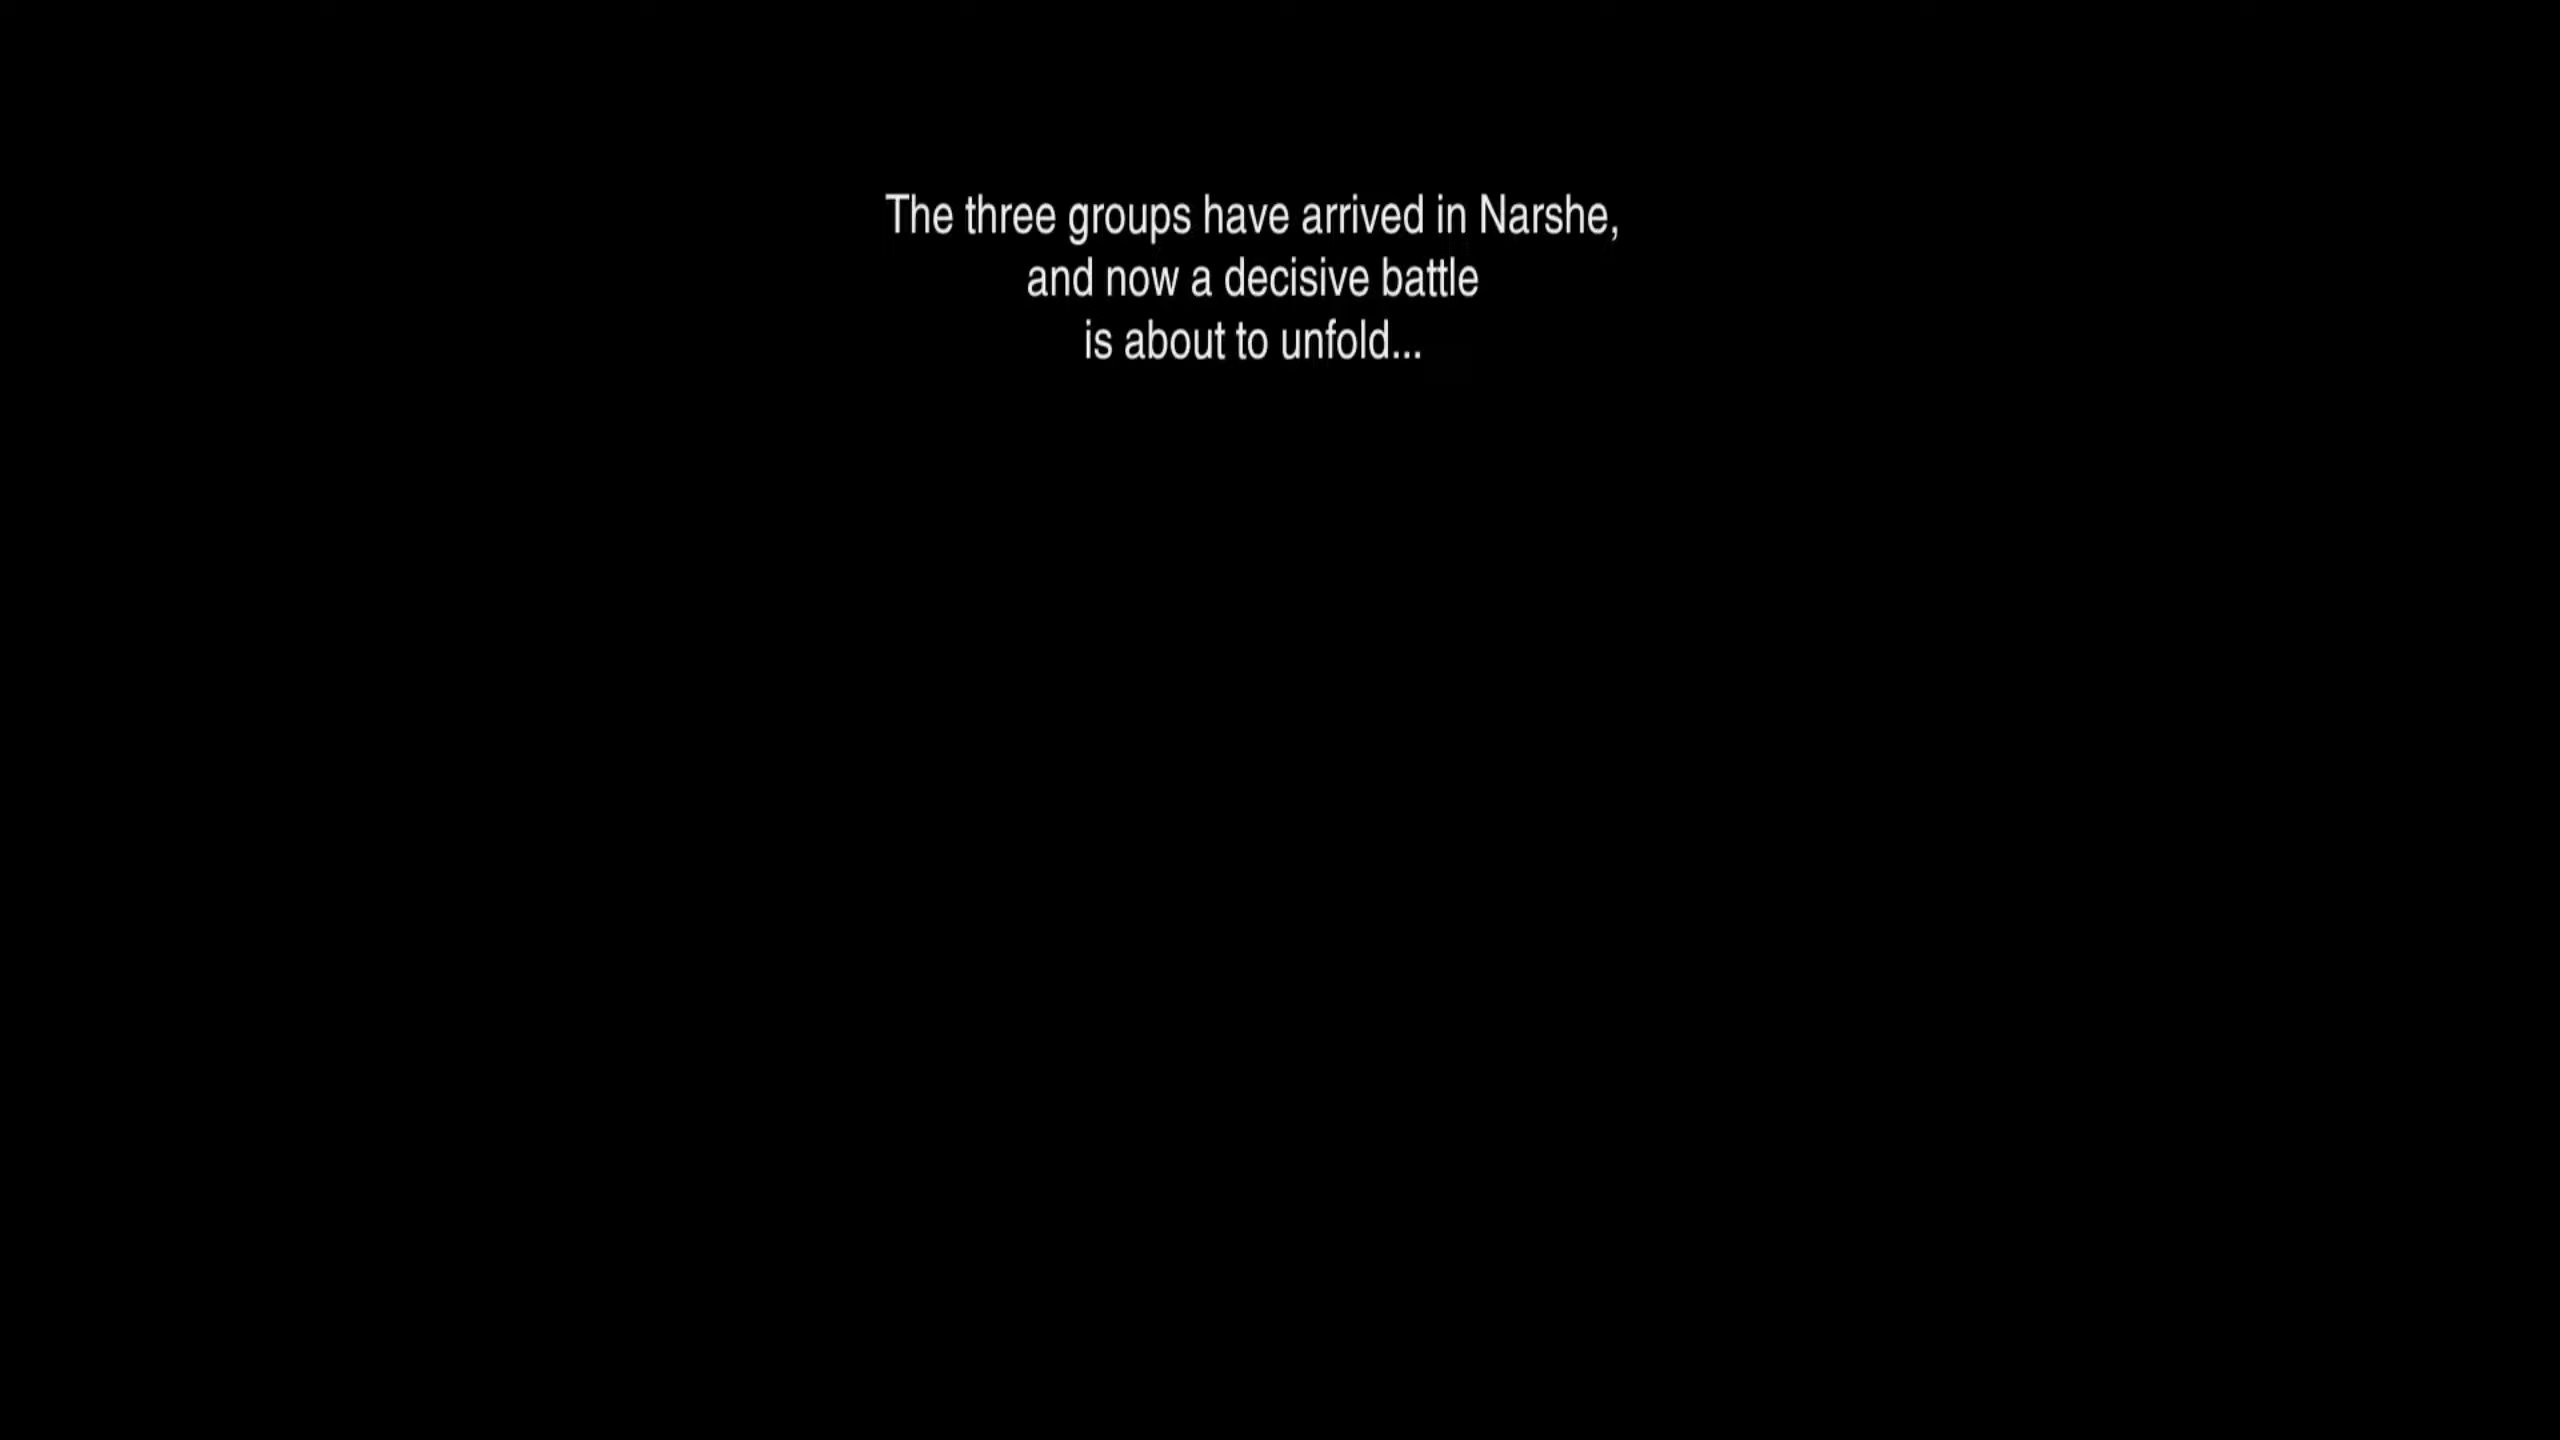 The three groups have arrived in Narshe,
and now a decisive battle
is about to unfold...